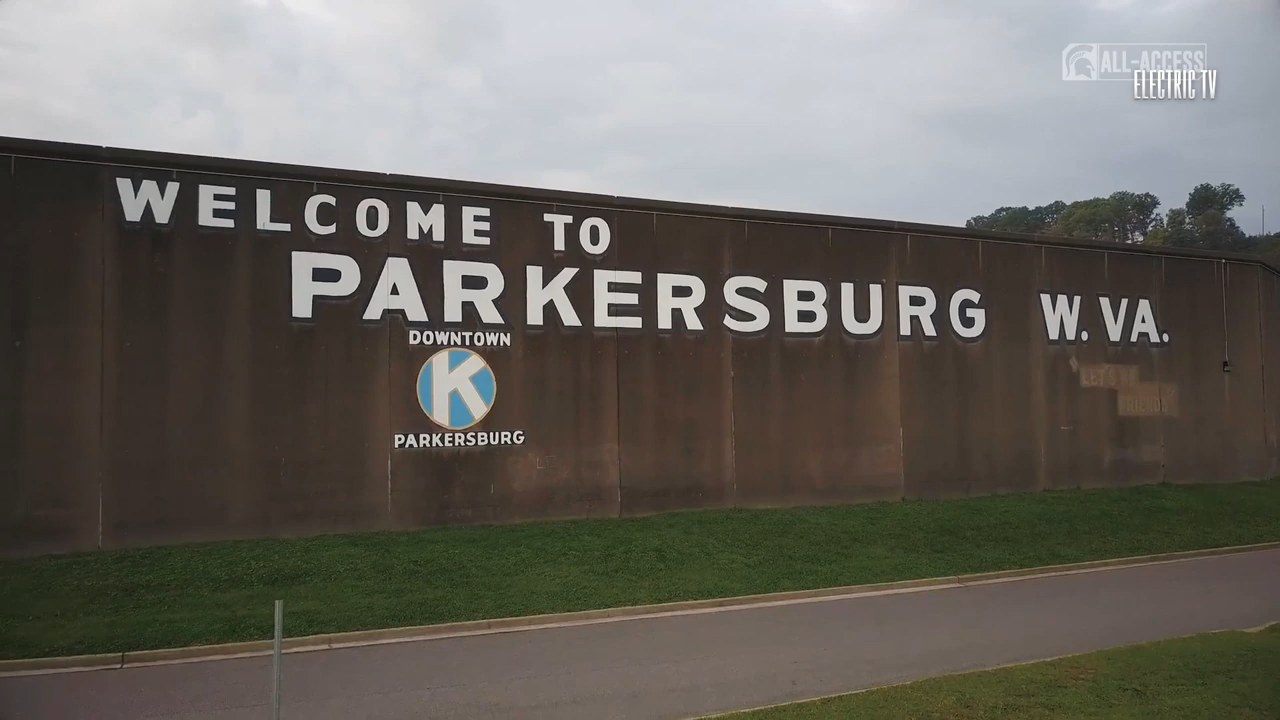 ALL-ACCESS
ELECTRIC TV
WELCOME TO
PARKERSBURG W. VA.
DOWNTOWN
K
PARKERSBURG